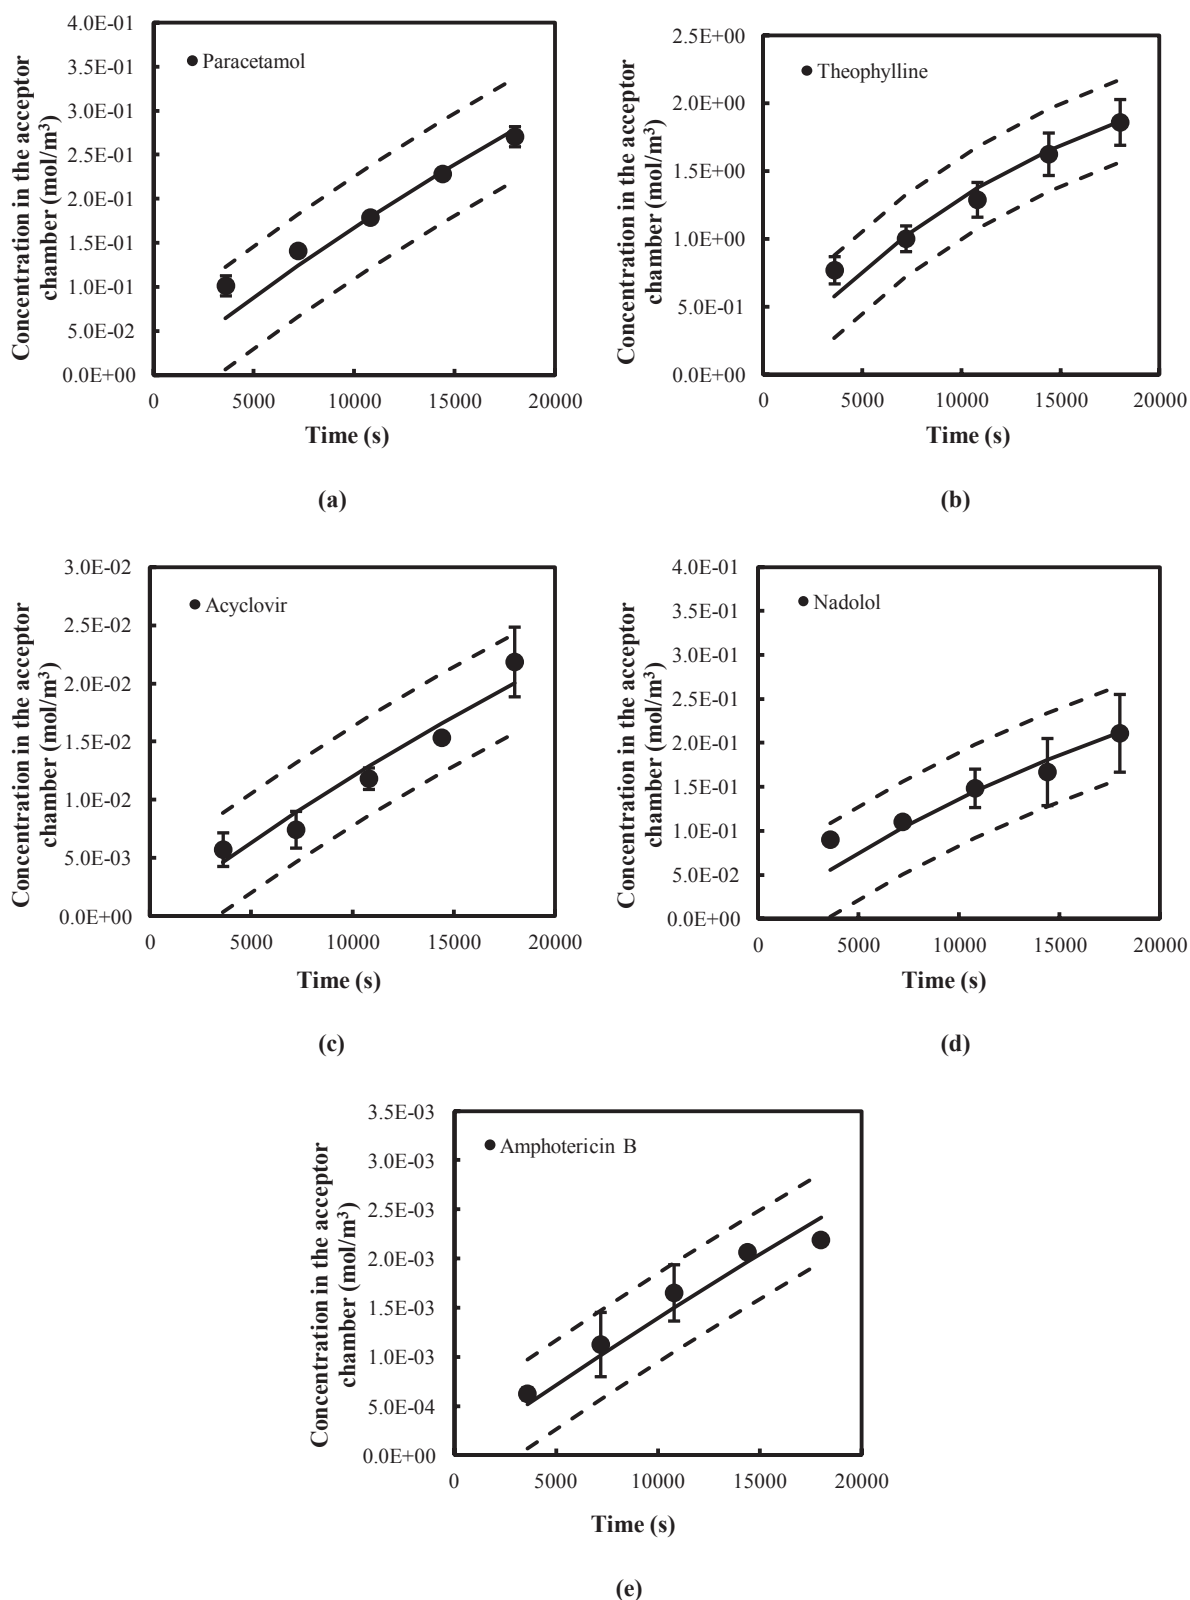 4.0E-01
3.5E-01
3.0E-01
2.5E-01
2.0E-01
1.5E-01
1.0E-01
5.0E-02
0.0E+00
Concentration in the acceptor
chamber (mol/m³)
Paracetamol
0 5000 10000 15000 20000
Time (s)
(a)
2.5E+00
2.0E+00
1.5E+00
1.0E+00
5.0E-01
0.0E+00
Concentration in the acceptor
chamber (mol/m³)
Theophylline
0 5000 10000 15000 20000
Time (s)
(b)
3.0E-02
2.5E-02
2.0E-02
1.5E-02
1.0E-02
5.0E-03
0.0E+00
Concentration in the acceptor
chamber (mol/m³)
Acyclovir
0 5000 10000 15000 20000
Time (s)
(c)
4.0E-01
3.5E-01
3.0E-01
2.5E-01
2.0E-01
1.5E-01
1.0E-01
5.0E-02
0.0E+00
Concentration in the acceptor
chamber (mol/m³)
Nadolol
0 5000 10000 15000 20000
Time (s)
(d)
3.5E-03
3.0E-03
2.5E-03
2.0E-03
1.5E-03
1.0E-03
5.0E-04
0.0E+00
Concentration in the acceptor
chamber (mol/m³)
Amphotericin B
0 5000 10000 15000 20000
Time (s)
(e)